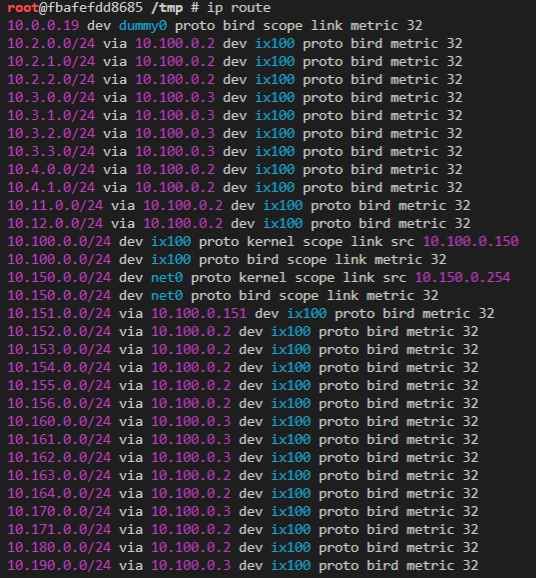 root@fbafefdd8685 /tmp # ip route
10.0.0.19 dev dummy0 proto bird scope link metric 32
10.2.0.0/24 via 10.100.0.2 dev ix100 proto bird metric 32
10.2.1.0/24 via 10.100.0.2 dev ix100 proto bird metric 32
10.2.2.0/24 via 10.100.0.2 dev ix100 proto bird metric 32
10.3.0.0/24 via 10.100.0.3 dev ix100 proto bird metric 32
10.3.1.0/24 via 10.100.0.3 dev ix100 proto bird metric 32
10.3.2.0/24 via 10.100.0.3 dev ix100 proto bird metric 32
10.3.3.0/24 via 10.100.0.3 dev ix100 proto bird metric 32
10.4.0.0/24 via 10.100.0.2 dev ix100 proto bird metric 32
10.4.1.0/24 via 10.100.0.2 dev ix100 proto bird metric 32
10.11.0.0/24 via 10.100.0.2 dev ix100 proto bird metric 32
10.12.0.0/24 via 10.100.0.2 dev ix100 proto bird metric 32
10.100.0.0/24 dev ix100 proto kernel scope link src 10.100.0.150
10.100.0.0/24 dev ix100 proto bird scope link metric 32
10.150.0.0/24 dev net0 proto kernel scope link src 10.150.0.254
10.150.0.0/24 dev net0 proto bird scope link metric 32
10.151.0.0/24 via 10.100.0.151 dev ix100 proto bird metric 32
10.152.0.0/24 via 10.100.0.2 dev ix100 proto bird metric 32
10.153.0.0/24 via 10.100.0.2 dev ix100 proto bird metric 32
10.154.0.0/24 via 10.100.0.2 dev ix100 proto bird metric 32
10.155.0.0/24 via 10.100.0.2 dev ix100 proto bird metric 32
10.156.0.0/24 via 10.100.0.2 dev ix100 proto bird metric 32
10.160.0.0/24 via 10.100.0.3 dev ix100 proto bird metric 32
10.161.0.0/24 via 10.100.0.3 dev ix100 proto bird metric 32
10.162.0.0/24 via 10.100.0.3 dev ix100 proto bird metric 32
10.163.0.0/24 via 10.100.0.2 dev ix100 proto bird metric 32
10.164.0.0/24 via 10.100.0.2 dev ix100 proto bird metric 32
10.170.0.0/24 via 10.100.0.3 dev ix100 proto bird metric 32
10.171.0.0/24 via 10.100.0.2 dev ix100 proto bird metric 32
10.180.0.0/24 via 10.100.0.2 dev ix100 proto bird metric 32
10.190.0.0/24 via 10.100.0.3 dev ix100 proto bird metric 32